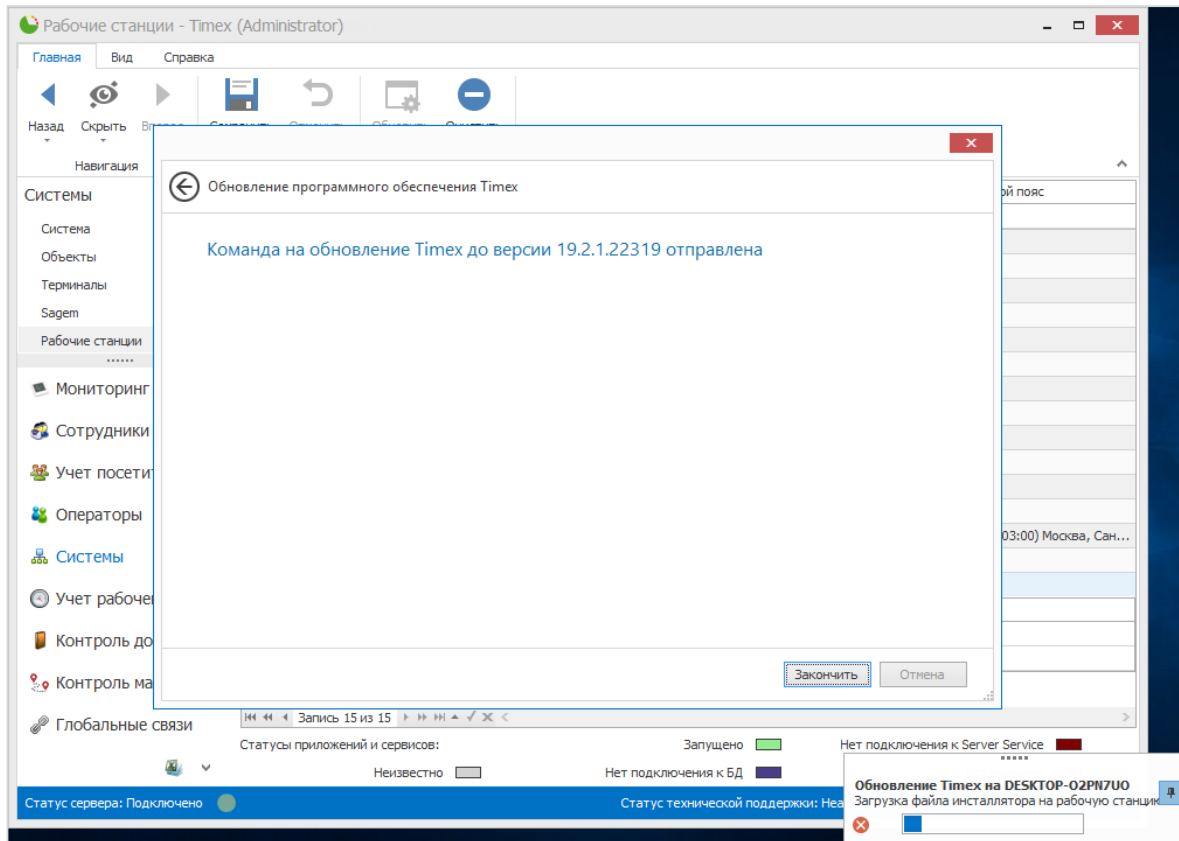 Рабочие станции - Timex (Administrator)
Главная Вид Справка
Назад Скрыть
Навигация
Системы
Система
Объекты
Терминалы
Sagem
Рабочие станции
Мониторинг
Сотрудники
Учет посети
Операторы
Системы
Учет рабоче
Контроль до
Контроль ма
Глобальные связи
Обновление программного обеспечения Timex
Команда на обновление Timex до версии 19.2.1.22319 отправлена
Закончить Отмена
ой пояс
03:00) Москва, Сан...
Запись 15 из 15
Статусы приложений и сервисов: Запущено Нет подключения к Server Service
Неизвестно Нет подключения к БД
Статус сервера: Подключено Статус технической поддержки: Неа
Обновление Timex на DESKTOP-O2PN7UO
Загрузка файла инсталлятора на рабочую станцию